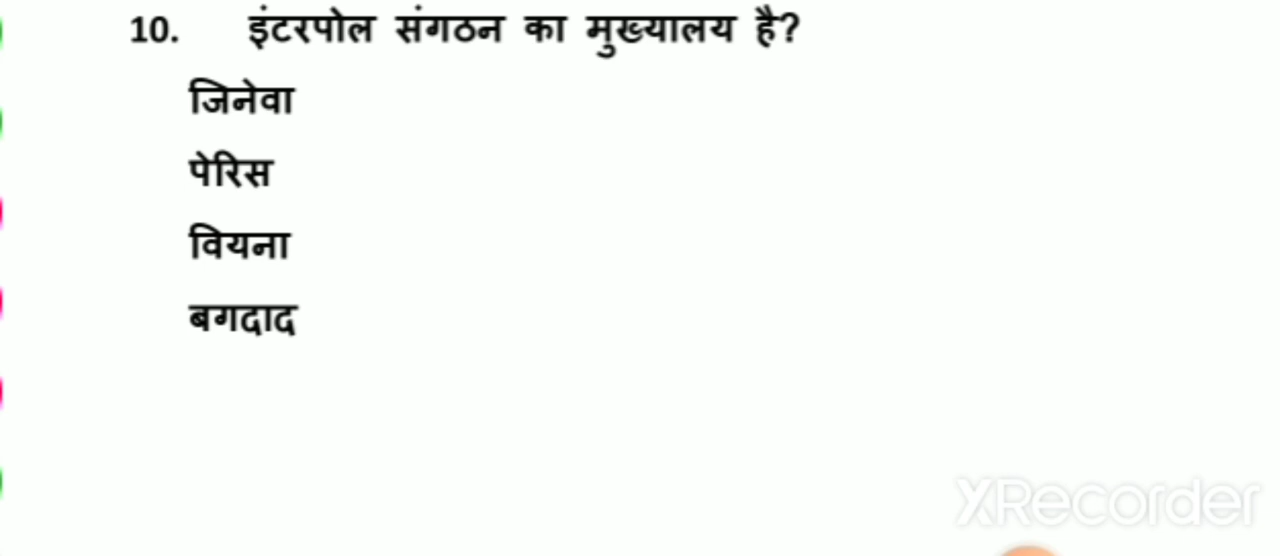 10. इंटरपोल संगठन का मुख्यालय है?
जिनेवा
पेरिस
वियना
बगदाद
XRecorder